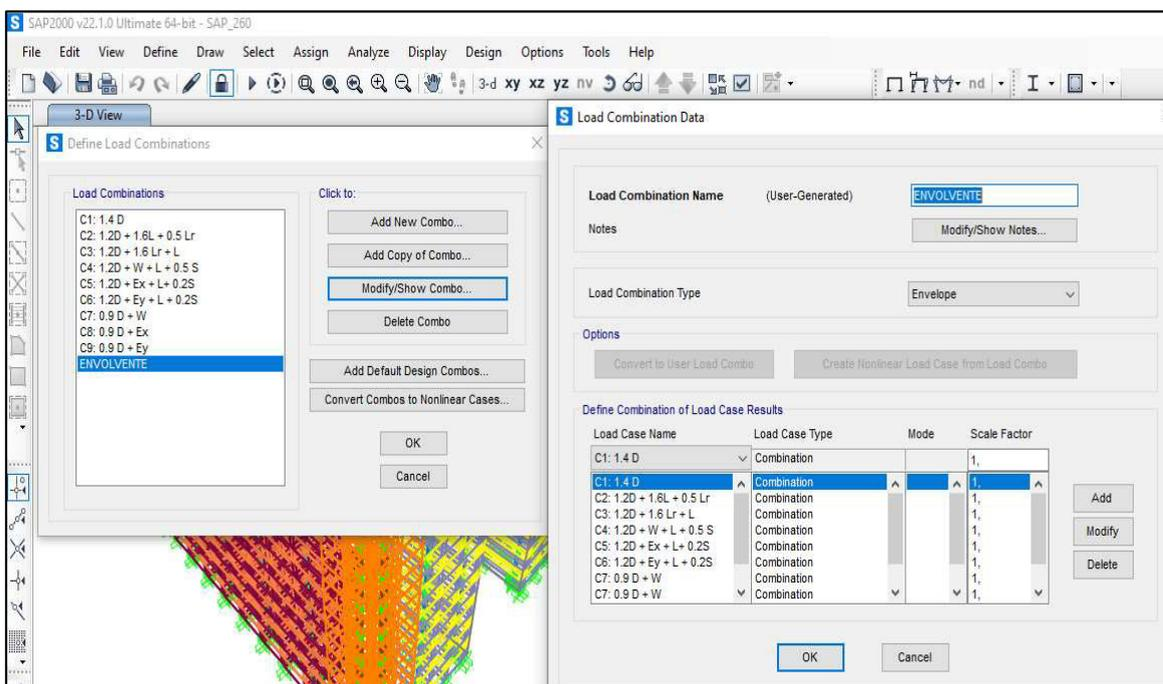 S SAP2000 v22.1.0 Ultimate 64-bit - SAP_260
File Edit View Define Draw Select Assign Analyze Display Design Options Tools Help
3-d xy xz yz nv nd
3-D View
S Define Load Combinations
Load Combinations
C1: 1.4 D
C2: 1.2D + 1.6L + 0.5 Lr
C3: 1.2D + 1.6 Lr + L
C4: 1.2D + W + L + 0.5 S
C5: 1.2D + Ex + L+ 0.2S
C6: 1.2D + Ey + L + 0.2S
C7: 0.9 D + W
C8: 0.9 D + Ex
C9: 0.9 D + Ey
ENVOLVENTE
Click to:
Add New Combo...
Add Copy of Combo...
Modify/Show Combo...
Delete Combo
Add Default Design Combos...
Convert Combos to Nonlinear Cases...
OK
Cancel
S Load Combination Data
Load Combination Name (User-Generated) ENVOLVENTE
Notes Modify/Show Notes...
Load Combination Type Envelope
Options
Convert to User Load Combo Create Nonlinear Load Case from Load Combo
Define Combination of Load Case Results
Load Case Name Load Case Type Mode Scale Factor
C1: 1.4 D Combination 1,
C1: 1.4 D Combination 1,
C2: 1.2D + 1.6L + 0.5 Lr Combination 1,
C3: 1.2D + 1.6 Lr + L Combination 1,
C4: 1.2D + W + L + 0.5 S Combination 1,
C5: 1.2D + Ex + L+ 0.2S Combination 1,
C6: 1.2D + Ey + L + 0.2S Combination 1,
C7: 0.9 D + W Combination 1,
C7: 0.9 D + W Combination 1,
Add
Modify
Delete
OK Cancel